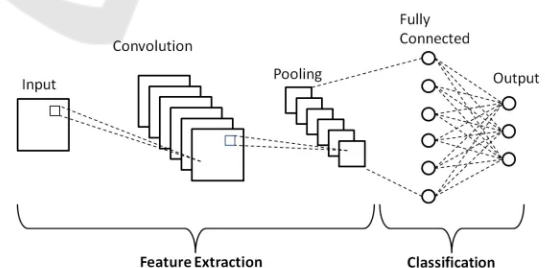 Fully
Connected
Convolution
Pooling
Output
Input
Feature Extraction
Classification